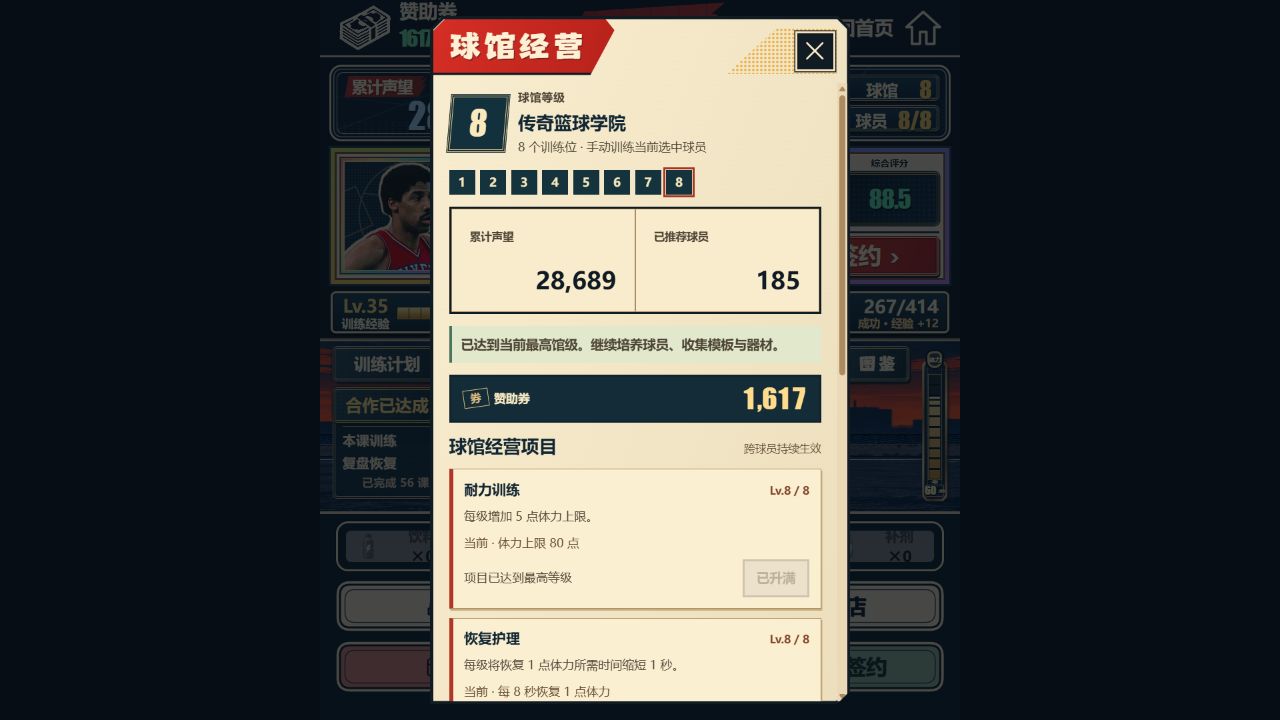 赞助券
1617
球馆经营
回首页
累计声望
球馆 8
球员 8/8
球馆等级
8
传奇篮球学院
8 个训练位 · 手动训练当前选中球员
综合评分
88.5
1 2 3 4 5 6 7 8
累计声望
已推荐球员
28,689
185
签约 ›
Lv.35
训练经验
267/414
成功 · 经验 +12
已达到当前最高馆级。继续培养球员、收集模板与器材。
训练计划
图鉴
券 赞助券
1,617
合作已达成
本课训练
复盘恢复
已完成 56 课
球馆经营项目
跨球员持续生效
耐力训练
Lv.8 / 8
每级增加 5 点体力上限。
当前 · 体力上限 80 点
项目已达到最高等级
已升满
60
饮料
×0
补剂
×0
店
恢复护理
Lv.8 / 8
每级将恢复 1 点体力所需时间缩短 1 秒。
当前 · 每 8 秒恢复 1 点体力
签约